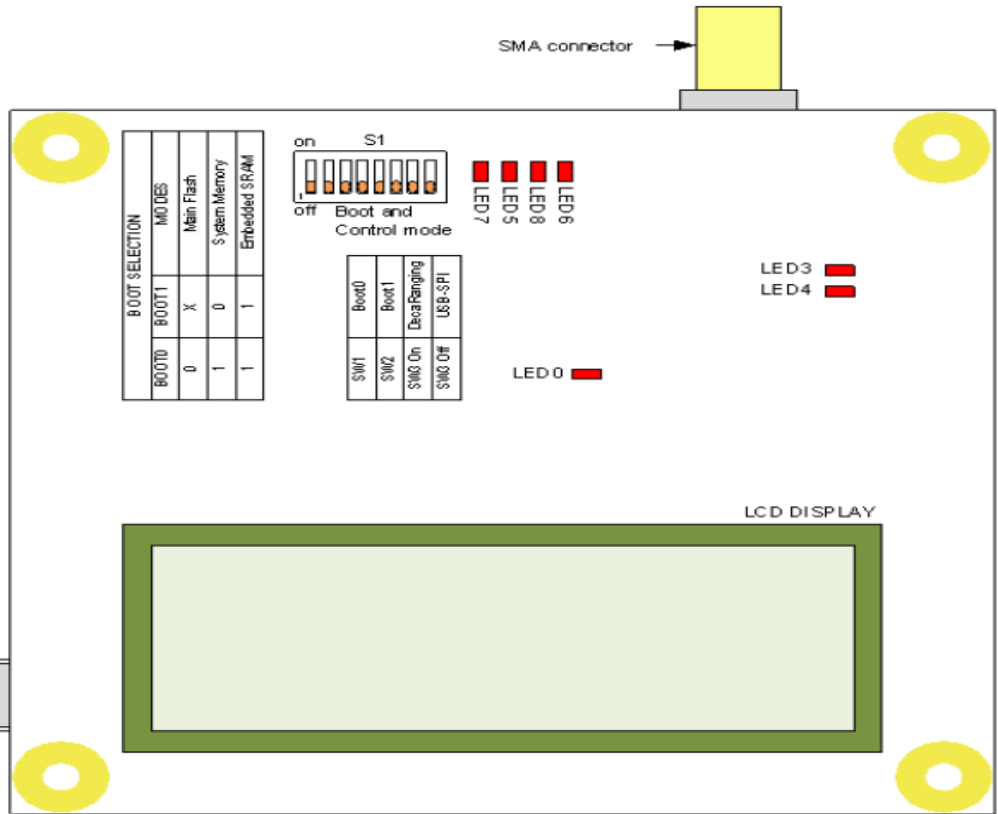 SMA connector
on S1
1
off Boot and
Control mode
BOOT SELECTION
BOOT0 BOOT1 MODES
0 X Main Flash
1 0 System Memory
1 1 Embedded SRAM
SW1 Boot0
SW2 Boot1
SW3 On DecaRanging
SW3 Off USB-SPI
LED7
LED5
LED8
LED6
LED3
LED4
LED0
LCD DISPLAY